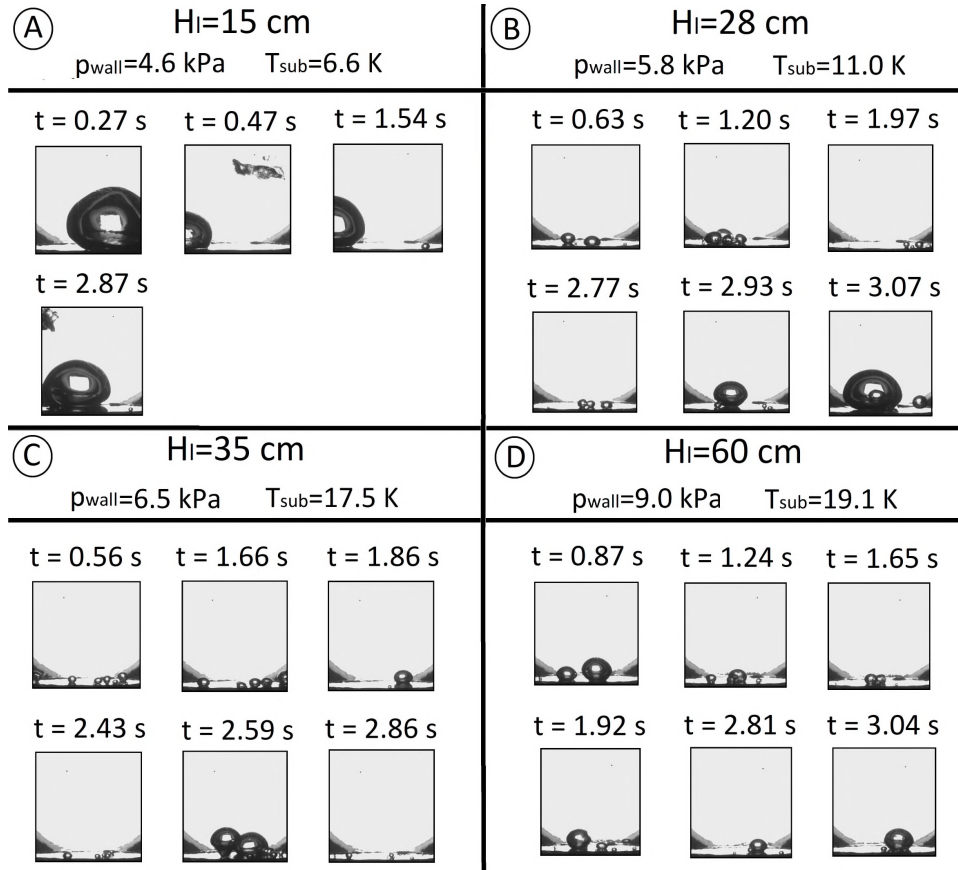 A
Hl=15 cm
pwall=4.6 kPa Tsub=6.6 K
t = 0.27 s t = 0.47 s t = 1.54 s
t = 2.87 s
B
Hl=28 cm
pwall=5.8 kPa Tsub=11.0 K
t = 0.63 s t = 1.20 s t = 1.97 s
t = 2.77 s t = 2.93 s t = 3.07 s
C
Hl=35 cm
pwall=6.5 kPa Tsub=17.5 K
t = 0.56 s t = 1.66 s t = 1.86 s
t = 2.43 s t = 2.59 s t = 2.86 s
D
Hl=60 cm
pwall=9.0 kPa Tsub=19.1 K
t = 0.87 s t = 1.24 s t = 1.65 s
t = 1.92 s t = 2.81 s t = 3.04 s